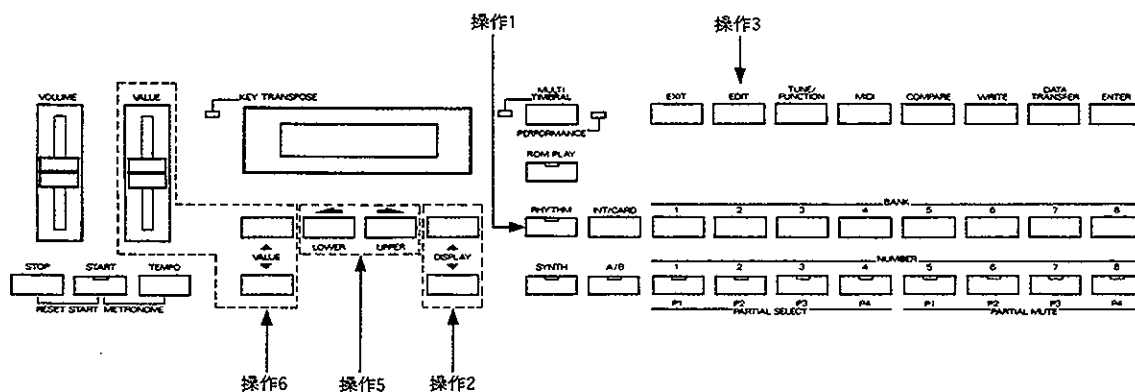 操作1
操作3
KEY TRANSPOSE
MULTI TIMBRAL
VOLUME
VALUE
EXIT
EDIT
TUNE/
FUNCTION
MIDI
COMPARE
WRITE
DATA
TRANSFER
ENTER
PERFORMANCE
ROM PLAY
BANK
RHYTHM
INT/CARD
1 2 3 4 5 6 7 8
LOWER
UPPER
VALUE
DISPLAY
NUMBER
STOP
START
TEMPO
SYNTH
A/B
1 2 3 4 5 6 7 8
RESET START
METRONOME
P1 P2 P3 P4 P1 P2 P3 P4
PARTIAL SELECT
PARTIAL MUTE
操作6
操作5
操作2